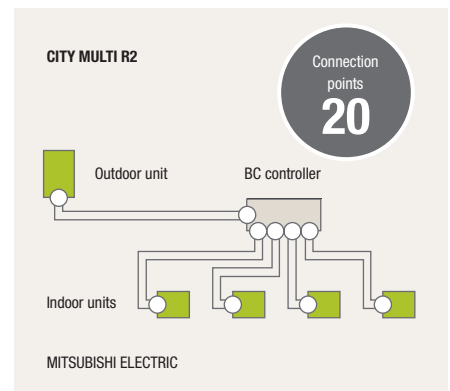 CITY MULTI R2
Connection
points
20
Outdoor unit
BC controller
Indoor units
MITSUBISHI ELECTRIC